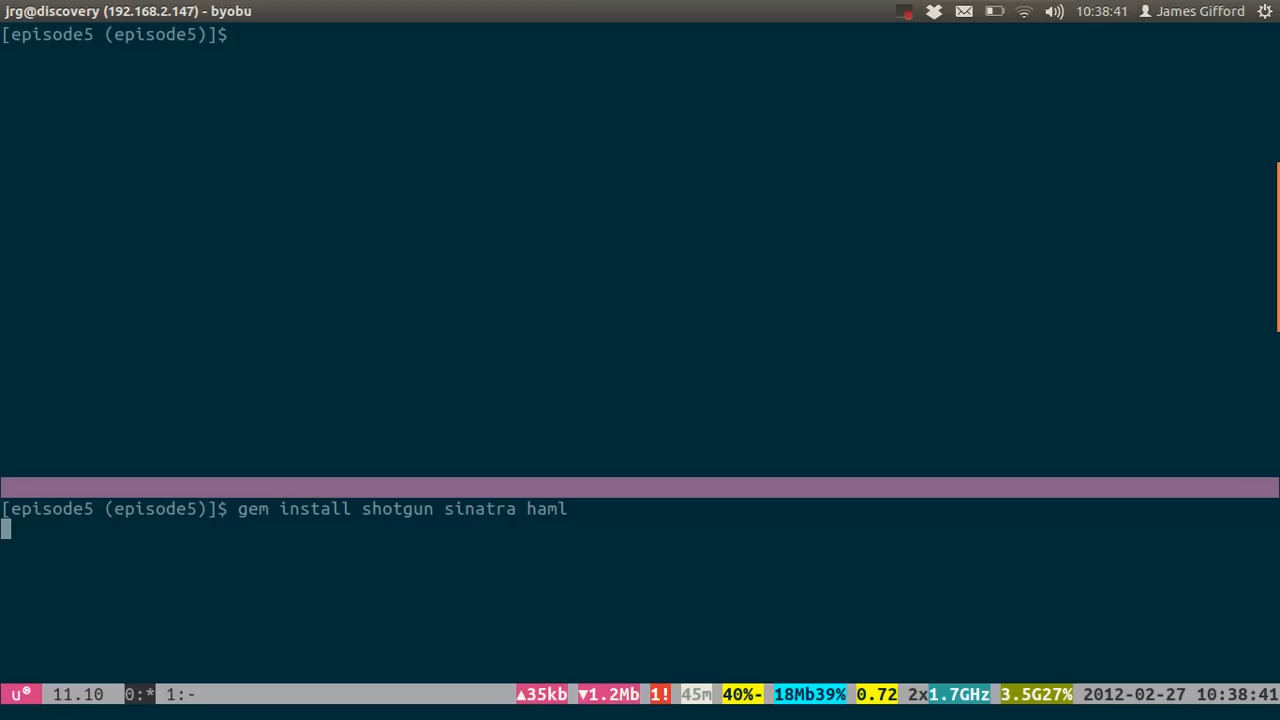 jrg@discovery (192.168.2.147) - byobu 10:38:41 James Gifford
[episode5 (episode5)]$
[episode5 (episode5)]$ gem install shotgun sinatra haml
u® 11.10 0:* 1:- ▲35kb ▼1.2Mb 1! 45m 40%- 18Mb39% 0.72 2x1.7GHz 3.5G27% 2012-02-27 10:38:41